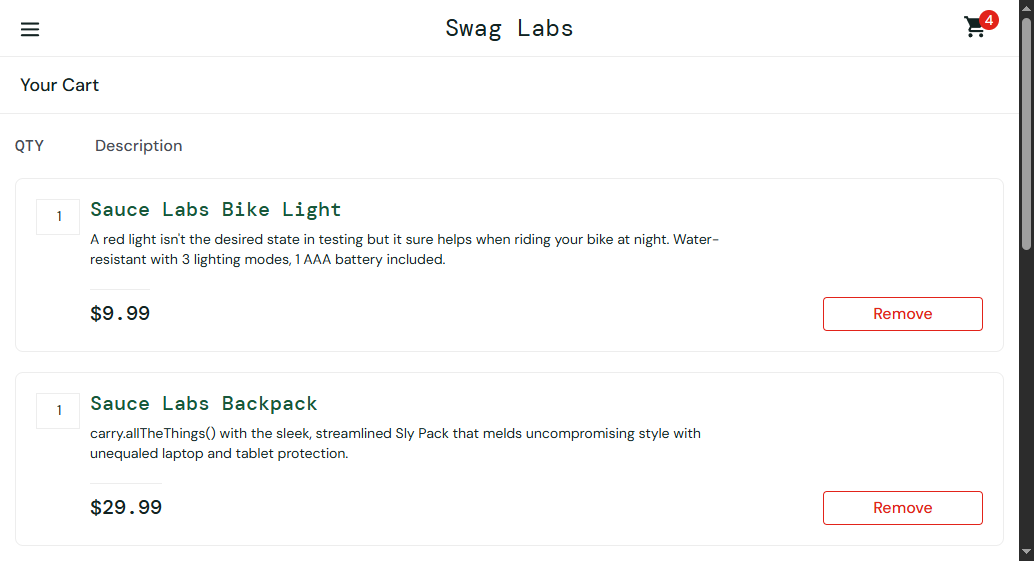 Swag Labs
4
Your Cart
QTY Description
1
Sauce Labs Bike Light
A red light isn't the desired state in testing but it sure helps when riding your bike at night. Water-
resistant with 3 lighting modes, 1 AAA battery included.
$9.99
Remove
1
Sauce Labs Backpack
carry.allTheThings() with the sleek, streamlined Sly Pack that melds uncompromising style with
unequaled laptop and tablet protection.
$29.99
Remove